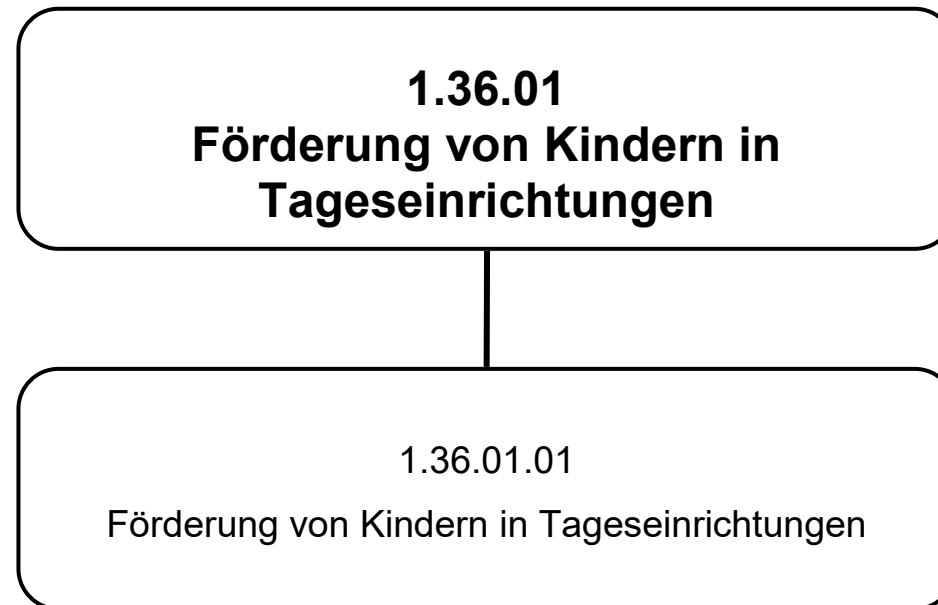 1.36.01
Förderung von Kindern in
Tageseinrichtungen
1.36.01.01
Förderung von Kindern in Tageseinrichtungen